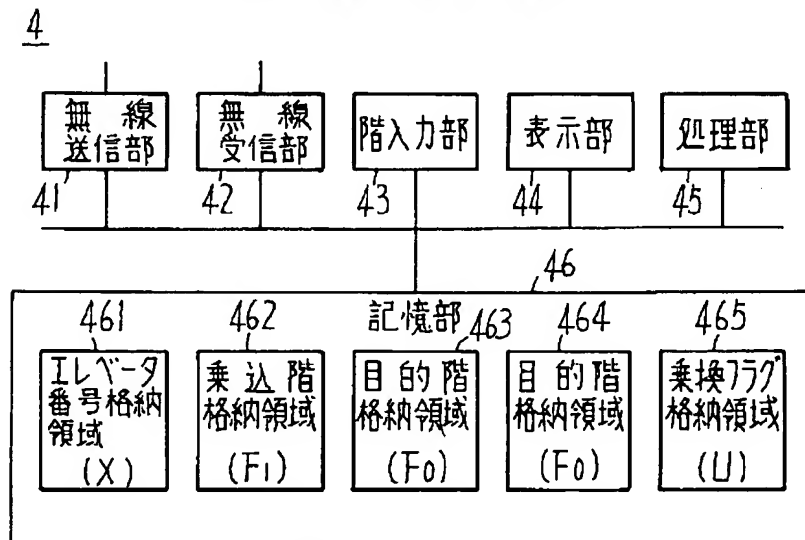 4
無線
送信部
41
無線
受信部
42
階入力部
43
表示部
44
処理部
45
46
記憶部
461
エレベータ
番号格納
領域
(X)
462
乗込階
格納領域
(F1)
463
目的階
格納領域
(F0)
464
目的階
格納領域
(F0)
465
乗換フラグ
格納領域
(U)